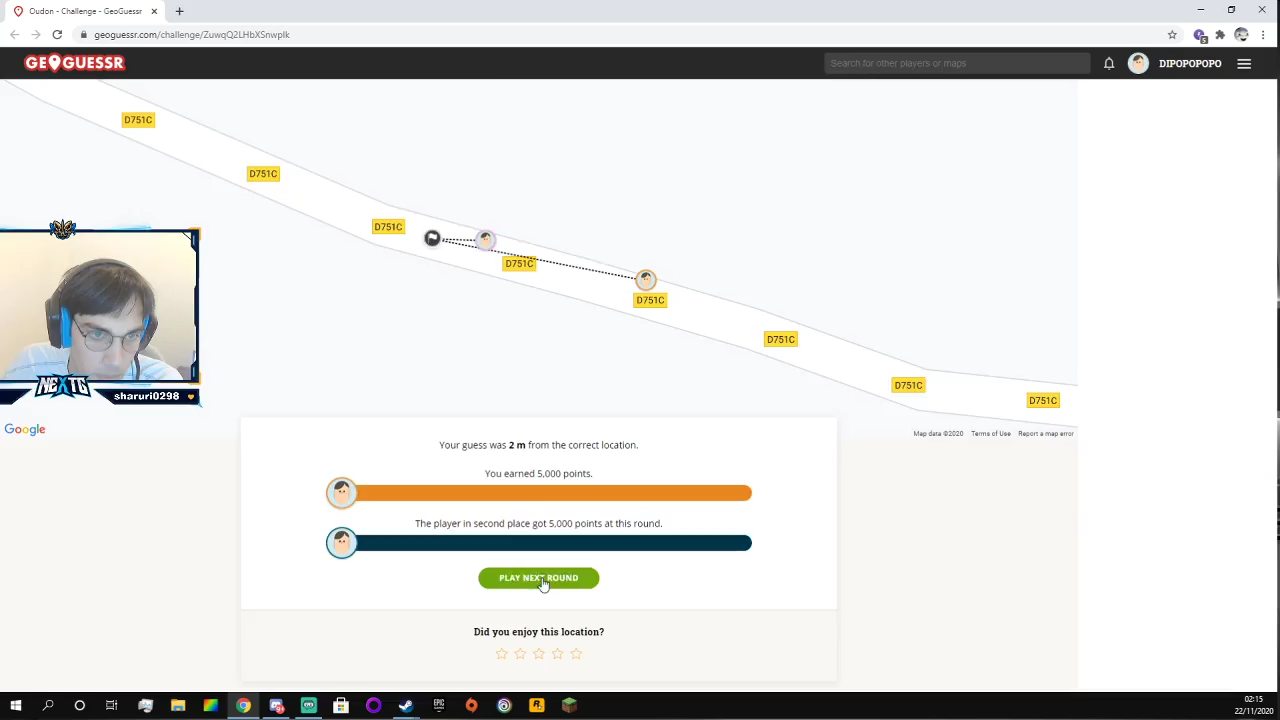 Oudon - Challenge - GeoGuessr
geoguessr.com/challenge/ZuwqQ2LHbXSnwplk
GEOGUESSR
Search for other players or maps
DIPOPOPOPO
D751C
D751C
D751C
D751C
D751C
D751C
D751C
D751C
NEXTG
sharuri0298
Google
Map data ©2020 Terms of Use Report a map error
Your guess was 2 m from the correct location.
You earned 5,000 points.
The player in second place got 5,000 points at this round.
PLAY NEXT ROUND
Did you enjoy this location?
EPIC
02:15
22/11/2020